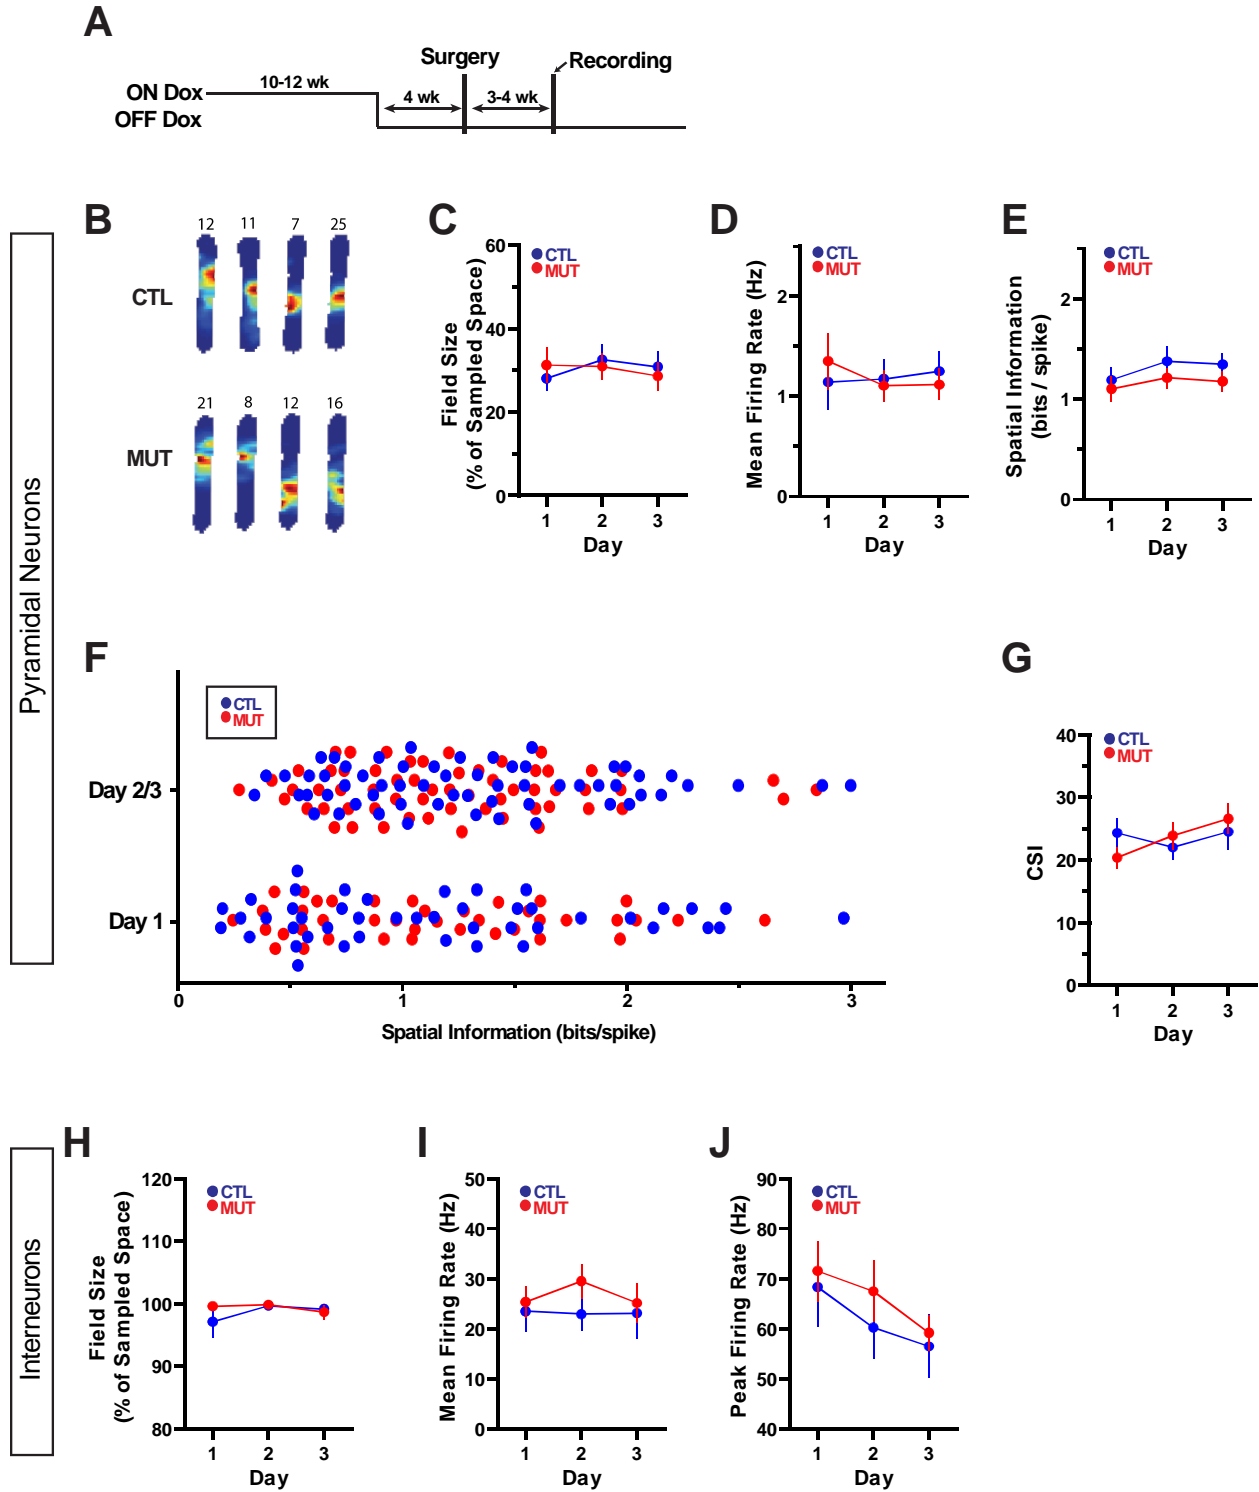 A
Surgery
Recording
ON Dox
10-12 wk
4 wk
3-4 wk
OFF Dox
Pyramidal Neurons
B
12 11 7 25
CTL
21 8 12 16
MUT
C
CTL
MUT
Field Size
(% of Sampled Space)
60
40
20
0
1 2 3
Day
D
CTL
MUT
Mean Firing Rate (Hz)
2
1
0
1 2 3
Day
E
CTL
MUT
Spatial Information
(bits / spike)
2
1
0
1 2 3
Day
F
CTL
MUT
Day 2/3
Day 1
0 1 2 3
Spatial Information (bits/spike)
G
CTL
MUT
CSI
40
30
20
10
0
1 2 3
Day
Interneurons
H
CTL
MUT
Field Size
(% of Sampled Space)
120
110
100
90
80
1 2 3
Day
I
CTL
MUT
Mean Firing Rate (Hz)
50
40
30
20
10
0
1 2 3
Day
J
CTL
MUT
Peak Firing Rate (Hz)
90
80
70
60
50
40
1 2 3
Day